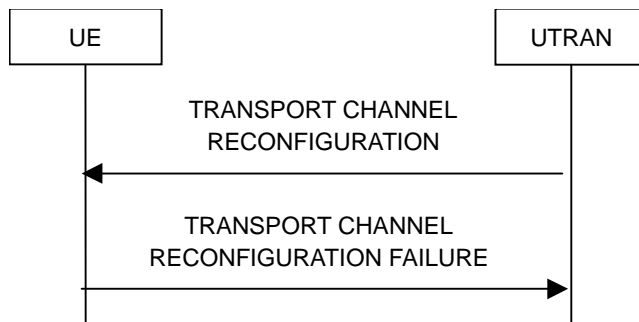 UE
UTRAN
TRANSPORT CHANNEL
RECONFIGURATION
TRANSPORT CHANNEL
RECONFIGURATION FAILURE